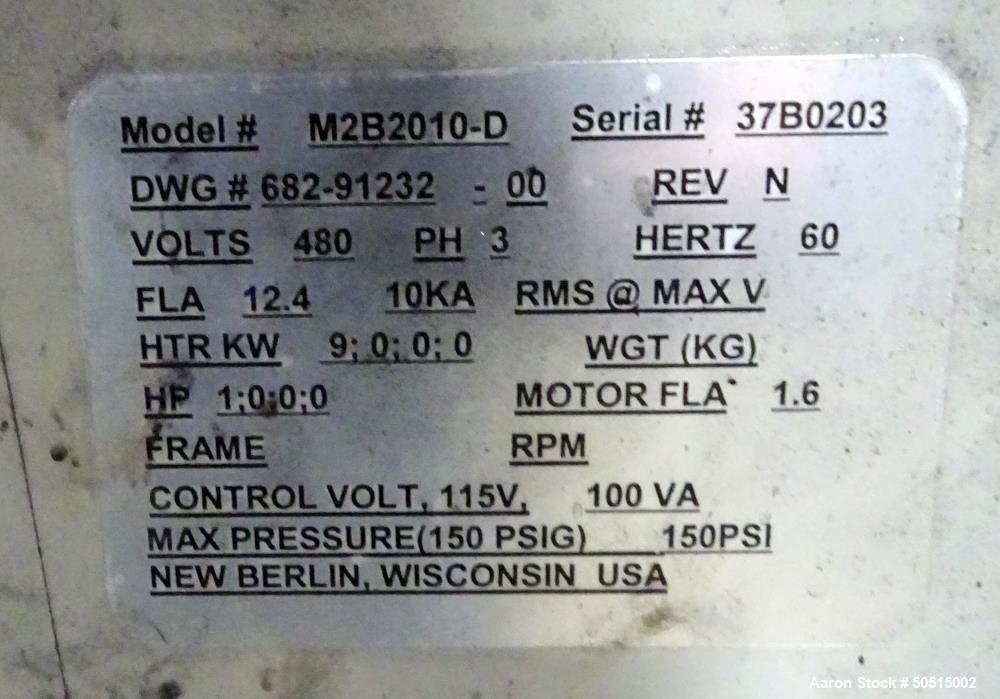 Model # M2B2010-D Serial # 37B0203
DWG # 682-91232 - 00 REV N
VOLTS 480 PH 3 HERTZ 60
FLA 12.4 10KA RMS @ MAX V
HTR KW 9; 0; 0; 0 WGT (KG)
HP 1;0;0;0 MOTOR FLA 1.6
FRAME RPM
CONTROL VOLT, 115V, 100 VA
MAX PRESSURE(150 PSIG) 150PSI
NEW BERLIN, WISCONSIN USA
Aaron Stock # 50515002